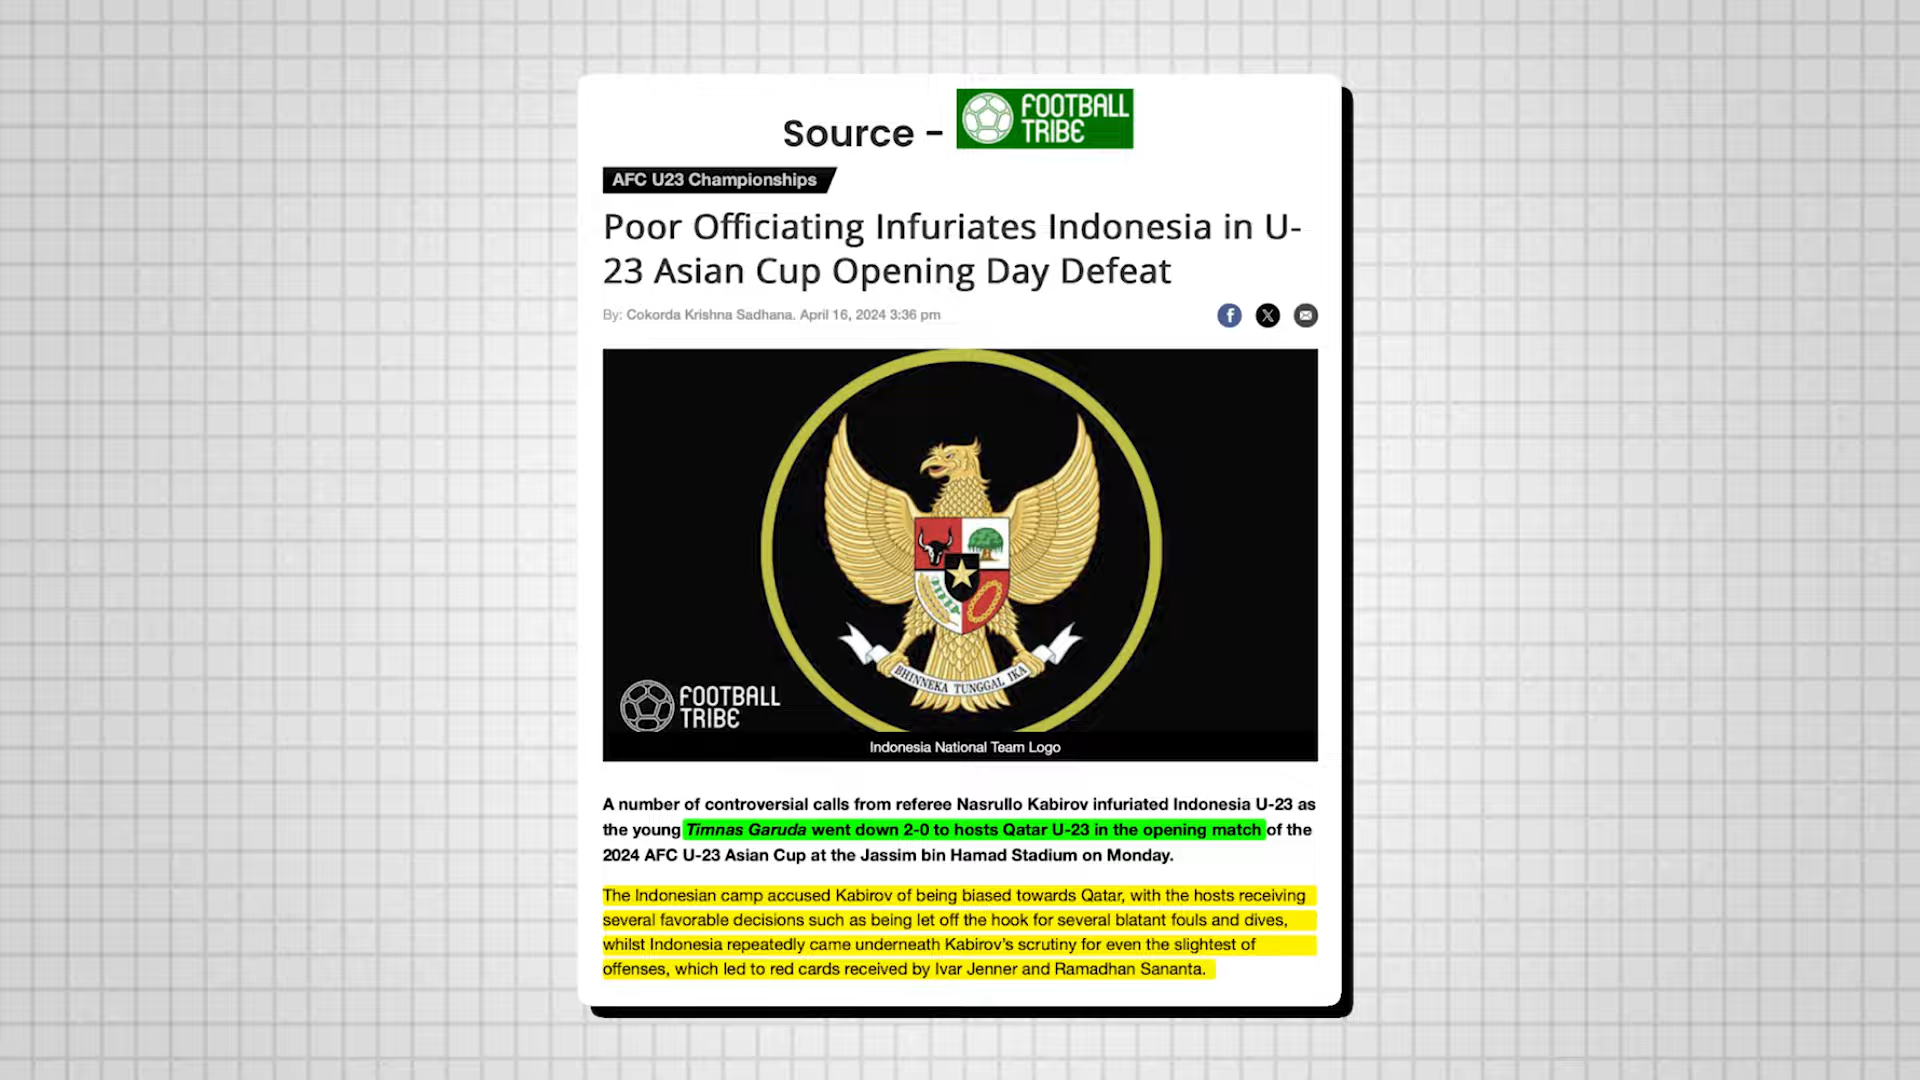 Source -
FOOTBALL
TRIBE
AFC U23 Championships
Poor Officiating Infuriates Indonesia in U-
23 Asian Cup Opening Day Defeat
By: Cokorda Krishna Sadhana. April 16, 2024 3:36 pm
BHINNEKA TUNGGAL IKA
FOOTBALL
TRIBE
Indonesia National Team Logo
A number of controversial calls from referee Nasrullo Kabirov infuriated Indonesia U-23 as
the young Timnas Garuda went down 2-0 to hosts Qatar U-23 in the opening match of the
2024 AFC U-23 Asian Cup at the Jassim bin Hamad Stadium on Monday.
The Indonesian camp accused Kabirov of being biased towards Qatar, with the hosts receiving
several favorable decisions such as being let off the hook for several blatant fouls and dives,
whilst Indonesia repeatedly came underneath Kabirov's scrutiny for even the slightest of
offenses, which led to red cards received by Ivar Jenner and Ramadhan Sananta.